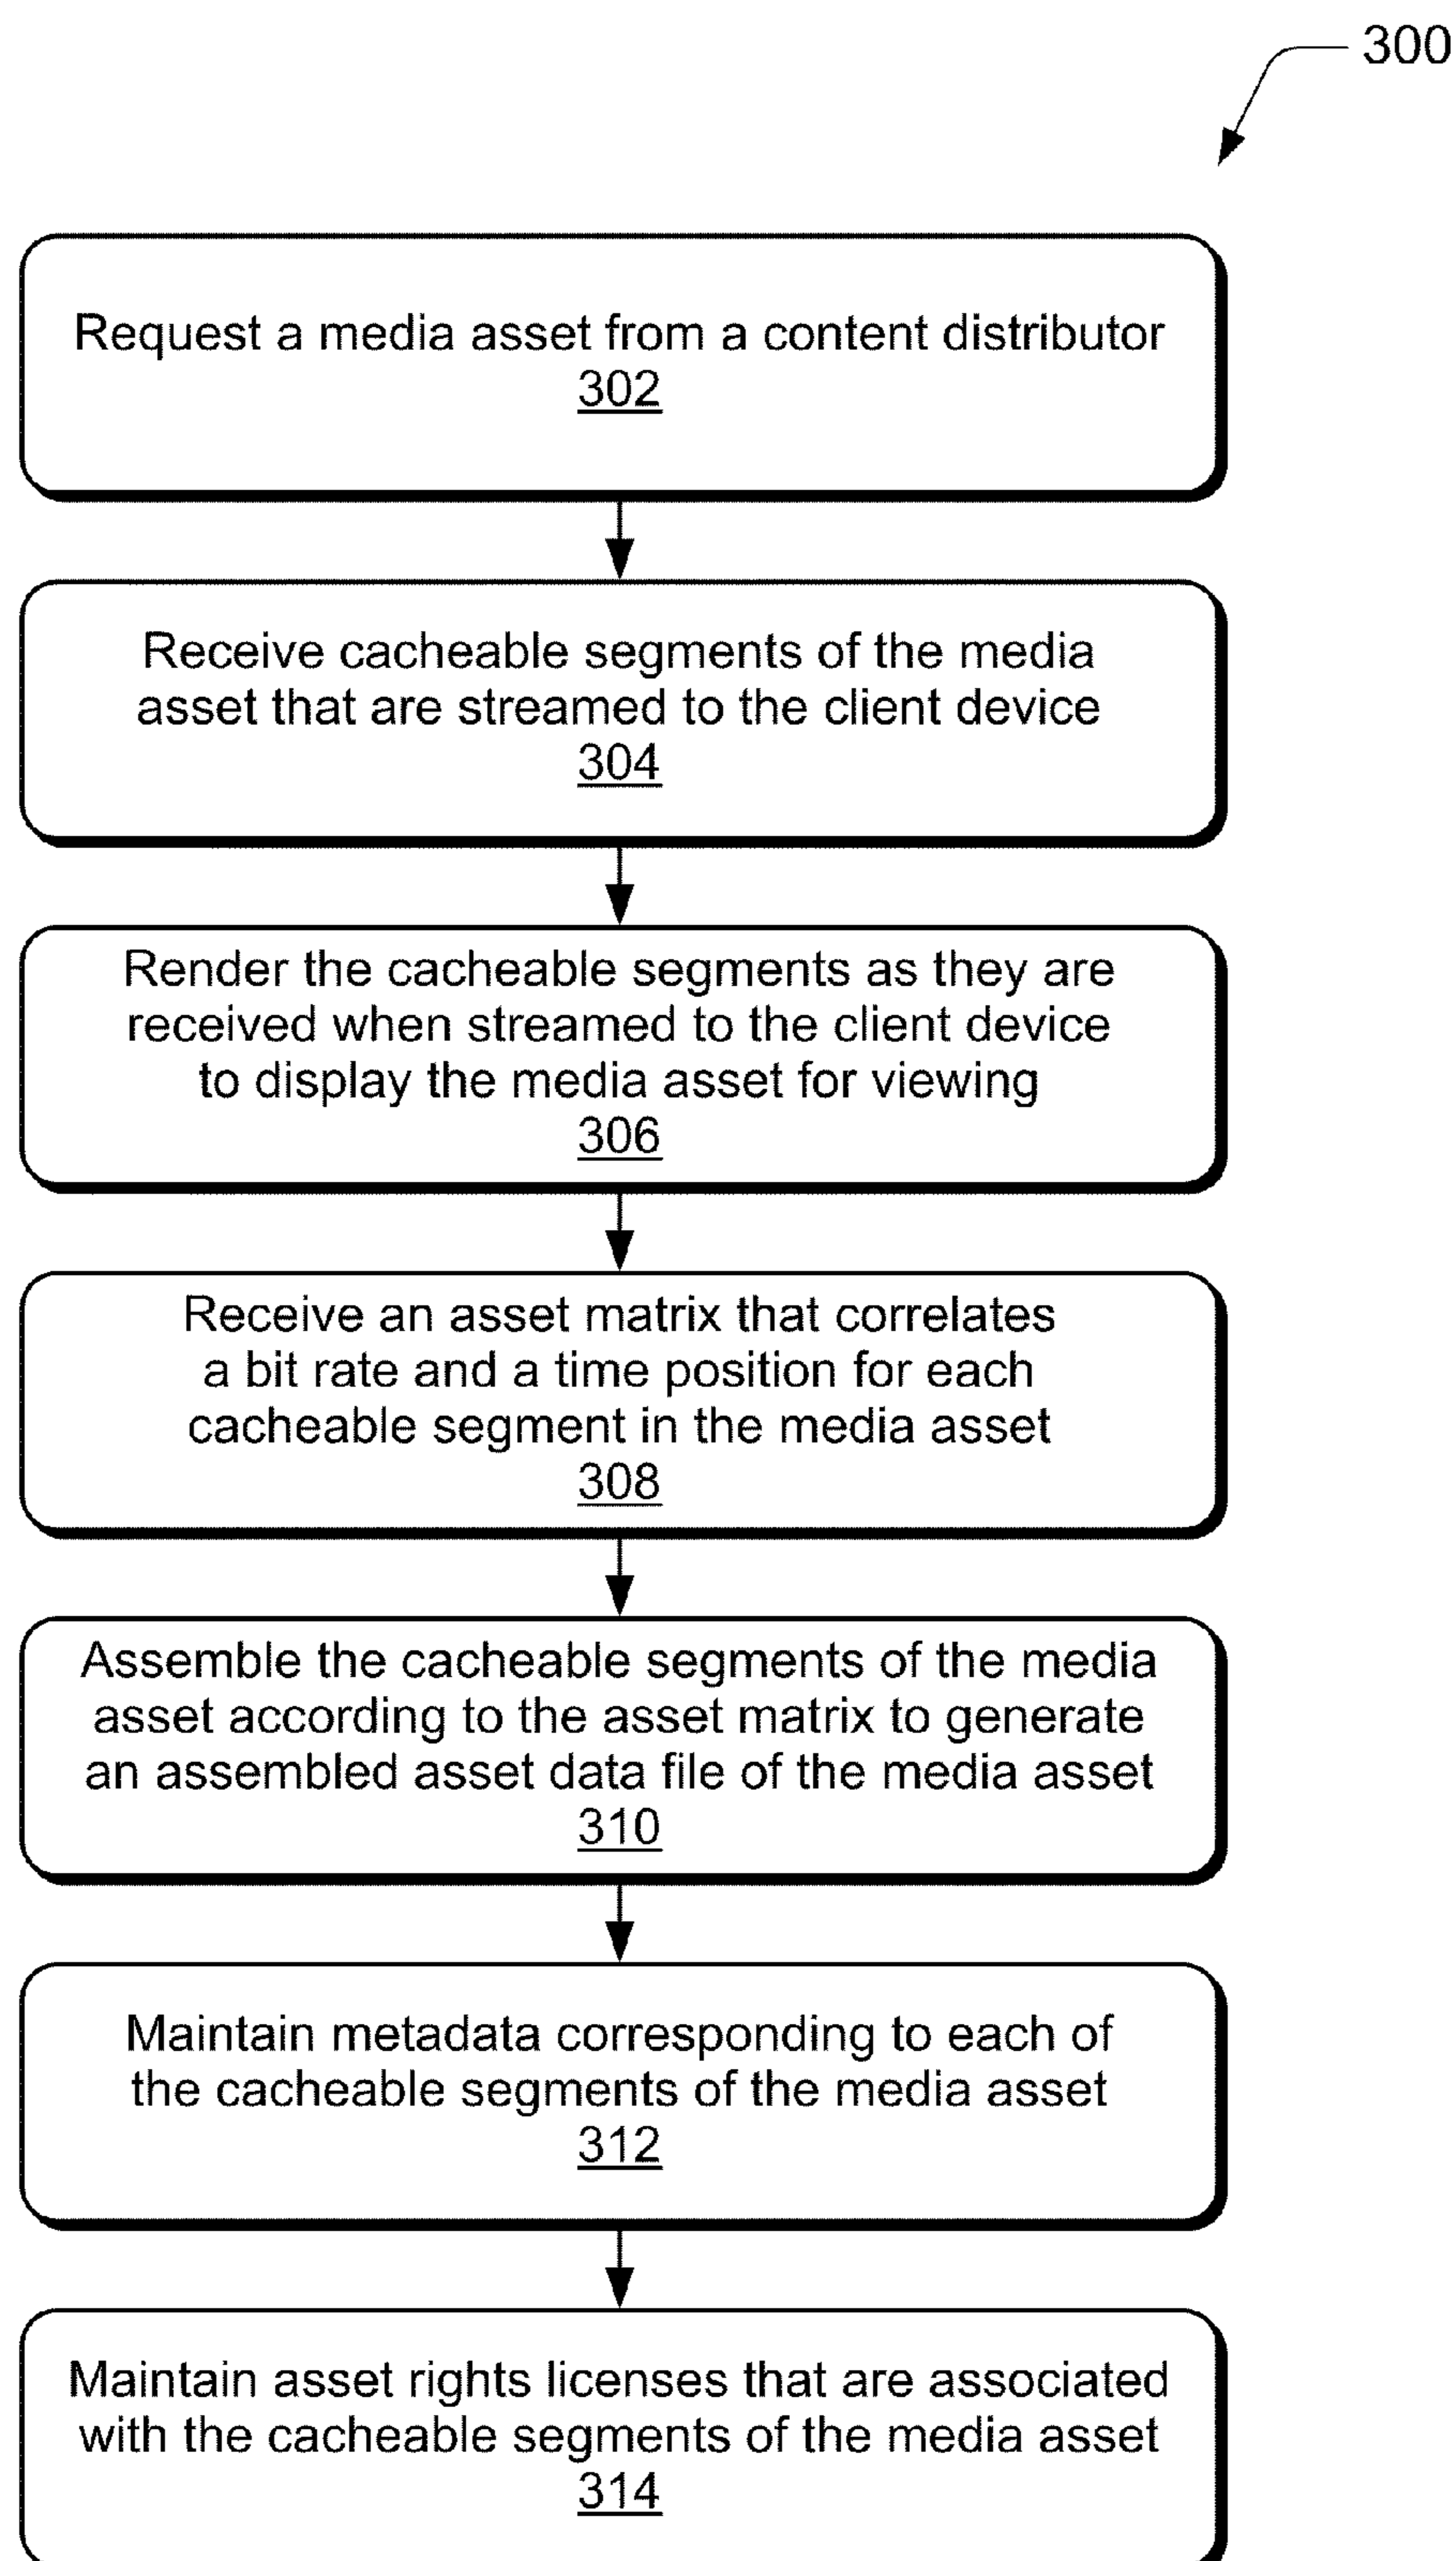 300
Request a media asset from a content distributor
302
Receive cacheable segments of the media
asset that are streamed to the client device
304
Render the cacheable segments as they are
received when streamed to the client device
to display the media asset for viewing
306
Receive an asset matrix that correlates
a bit rate and a time position for each
cacheable segment in the media asset
308
Assemble the cacheable segments of the media
asset according to the asset matrix to generate
an assembled asset data file of the media asset
310
Maintain metadata corresponding to each of
the cacheable segments of the media asset
312
Maintain asset rights licenses that are associated
with the cacheable segments of the media asset
314